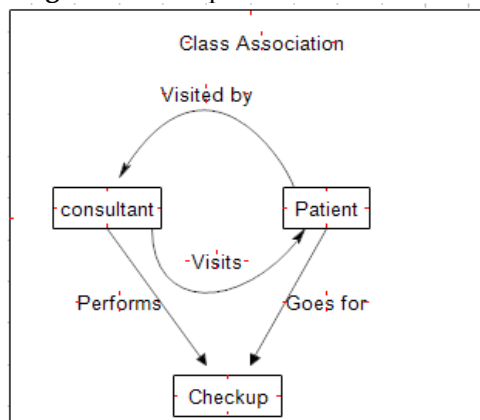 Class Association
Visited by
consultant
Patient
Visits
Performs
Goes for
Checkup